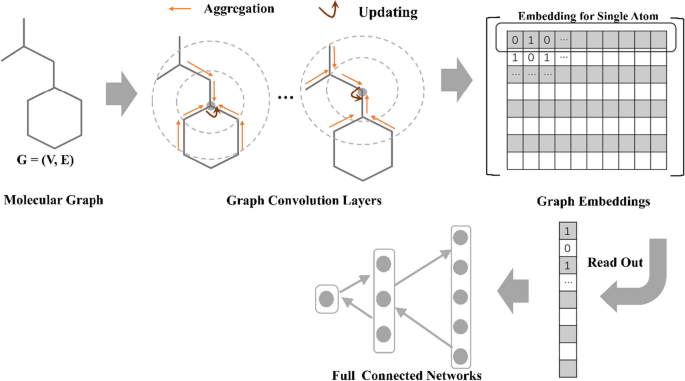 Aggregation
Updating
Embedding for Single Atom
0 1 0 ...
1 0 1 ...
... ... ...
...
G = (V, E)
Molecular Graph
Graph Convolution Layers
Graph Embeddings
1
0
1
...
Read Out
Full Connected Networks